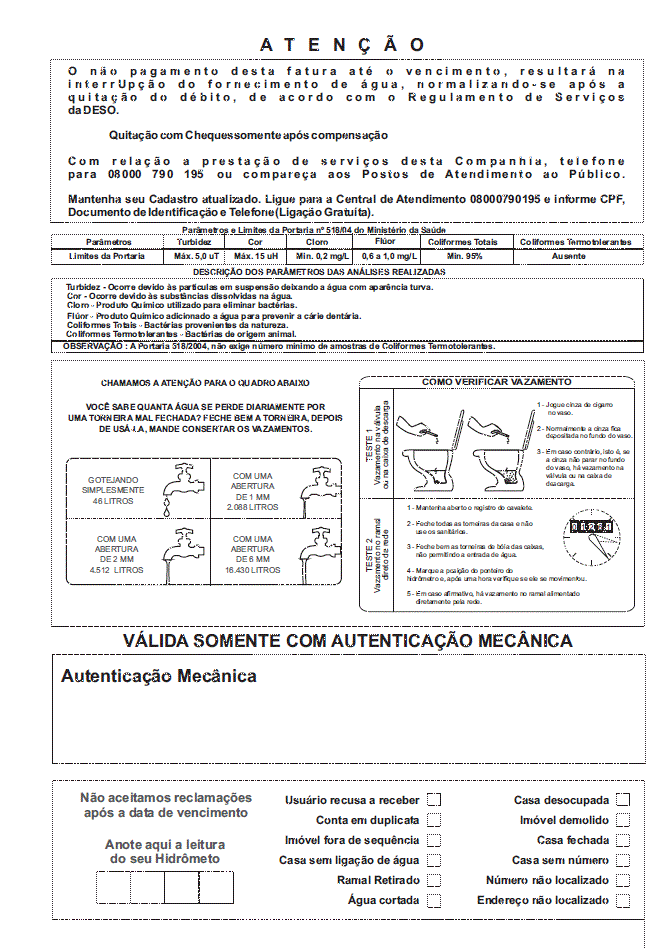 ATENÇÃO
O não pagamento desta fatura até o vencimento, resultará na
interrUpção do fornecimento de água, normalizando-se após a
quitação do débito, de acordo com o Regulamento de Serviços
da DESO.
Quitação com Cheques somente após compensação
Com relação a prestação de serviços desta Companhia, telefone
para 08000 790 195 ou compareça aos Postos de Atendimento ao Público.
Mantenha seu Cadastro atualizado. Ligue para a Central de Atendimento 08000790195 e informe CPF,
Documento de Identificação e Telefone (Ligação Gratuíta).
Parâmetros e Limites da Portaria nº 518/04 do Ministério da Saúde
Parâmetros Turbidez Cor Cloro Flúor Coliformes Totais Coliformes Termotolerantes
Limites da Portaria Máx. 5,0 uT Máx. 15 uH Min. 0,2 mg/L 0,6 a 1,0 mg/L Min. 95% Ausente
DESCRIÇÃO DOS PARÂMETROS DAS ANÁLISES REALIZADAS
Turbidez - Ocorre devido às partículas em suspensão deixando a água com aparência turva.
Cor - Ocorre devido às substâncias dissolvidas na água.
Cloro - Produto Químico utilizado para eliminar bactérias.
Flúor - Produto Químico adicionado a água para prevenir a cárie dentária.
Coliformes Totais - Bactérias provenientes da natureza.
Coliformes Termotolerantes - Bactérias de origem animal.
OBSERVAÇÃO : A Portaria 518/2004, não exige número mínimo de amostras de Coliformes Termotolerantes.
CHAMAMOS A ATENÇÃO PARA O QUADRO ABAIXO
VOCÊ SABE QUANTA ÁGUA SE PERDE DIARIAMENTE POR
UMA TORNEIRA MAL FECHADA? FECHE BEM A TORNEIRA, DEPOIS
DE USÁ-LA, MANDE CONSERTAR OS VAZAMENTOS.
GOTEJANDO
SIMPLESMENTE
46 LITROS
COM UMA
ABERTURA
DE 1 MM
2.088 LITROS
COM UMA
ABERTURA
DE 2 MM
4.512 LITROS
COM UMA
ABERTURA
DE 6 MM
16.430 LITROS
COMO VERIFICAR VAZAMENTO
TESTE 1
Vazamento na válvula
ou na caixa de descarga
1 - Jogue cinza de cigarro
no vaso.
2 - Normalmente a cinza fica
depositada no fundo do vaso.
3 - Em caso contrário, isto é, se
a cinza não parar no fundo
do vaso, há vazamento na
válvula ou na caixa de
descarga.
TESTE 2
Vazamento no ramal
direto de rede
1 - Mantenha aberto o registro do cavalete.
2 - Feche todas as torneiras da casa e não
use os sanitários.
3 - Feche bem as torneiras de bóia das caixas,
não permitindo a entrada de água.
4 - Marque a posição do ponteiro do
hidrômetro e, após uma hora verifique se ele se movimentou.
5 - Em caso afirmativo, há vazamento no ramal alimentado
diretamente pela rede.
VÁLIDA SOMENTE COM AUTENTICAÇÃO MECÂNICA
Autenticação Mecânica
Não aceitamos reclamações
após a data de vencimento
Anote aqui a leitura
do seu Hidrômeto
Usuário recusa a receber
Conta em duplicata
Imóvel fora de sequência
Casa sem ligação de água
Ramal Retirado
Água cortada
Casa desocupada
Imóvel demolido
Casa fechada
Casa sem número
Número não localizado
Endereço não localizado